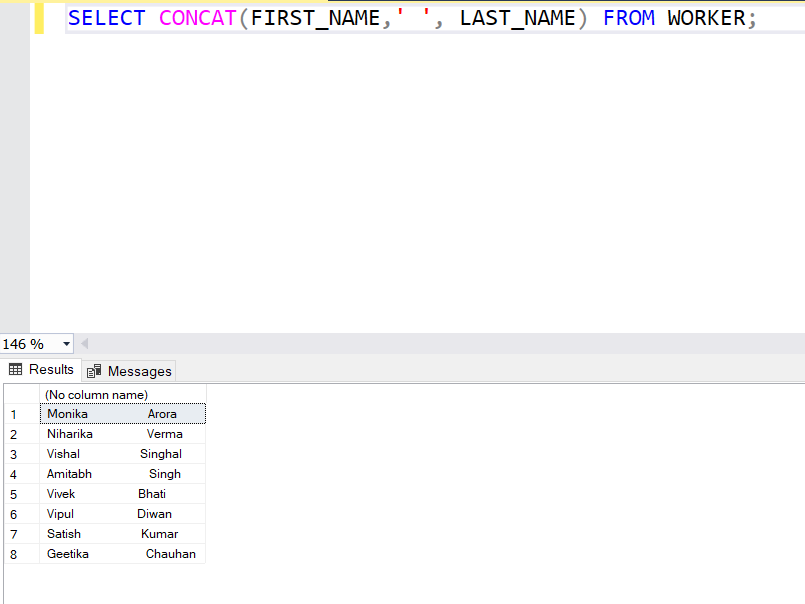 SELECT CONCAT(FIRST_NAME,' ', LAST_NAME) FROM WORKER;
146 %
Results Messages
(No column name)
1 Monika Arora
2 Niharika Verma
3 Vishal Singhal
4 Amitabh Singh
5 Vivek Bhati
6 Vipul Diwan
7 Satish Kumar
8 Geetika Chauhan